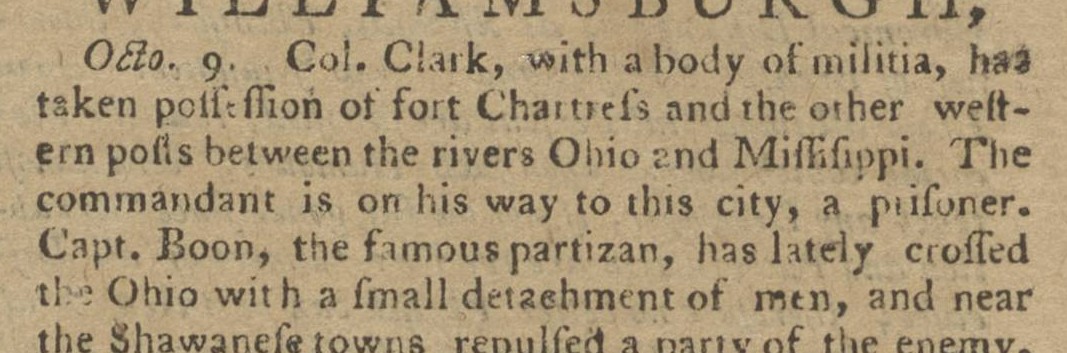 WILLIAMSBURGH,
Octo. 9. Col. Clark, with a body of militia, has
taken poſſeſſion of fort Chartreſs and the other weſt-
ern poſts between the rivers Ohio and Miſſiſippi. The
commandant is on his way to this city, a priſoner.
Capt. Boon, the famous partizan, has lately croſſed
the Ohio with a ſmall detachment of men, and near
the Shawaneſe towns repulſed a party of the enemy,